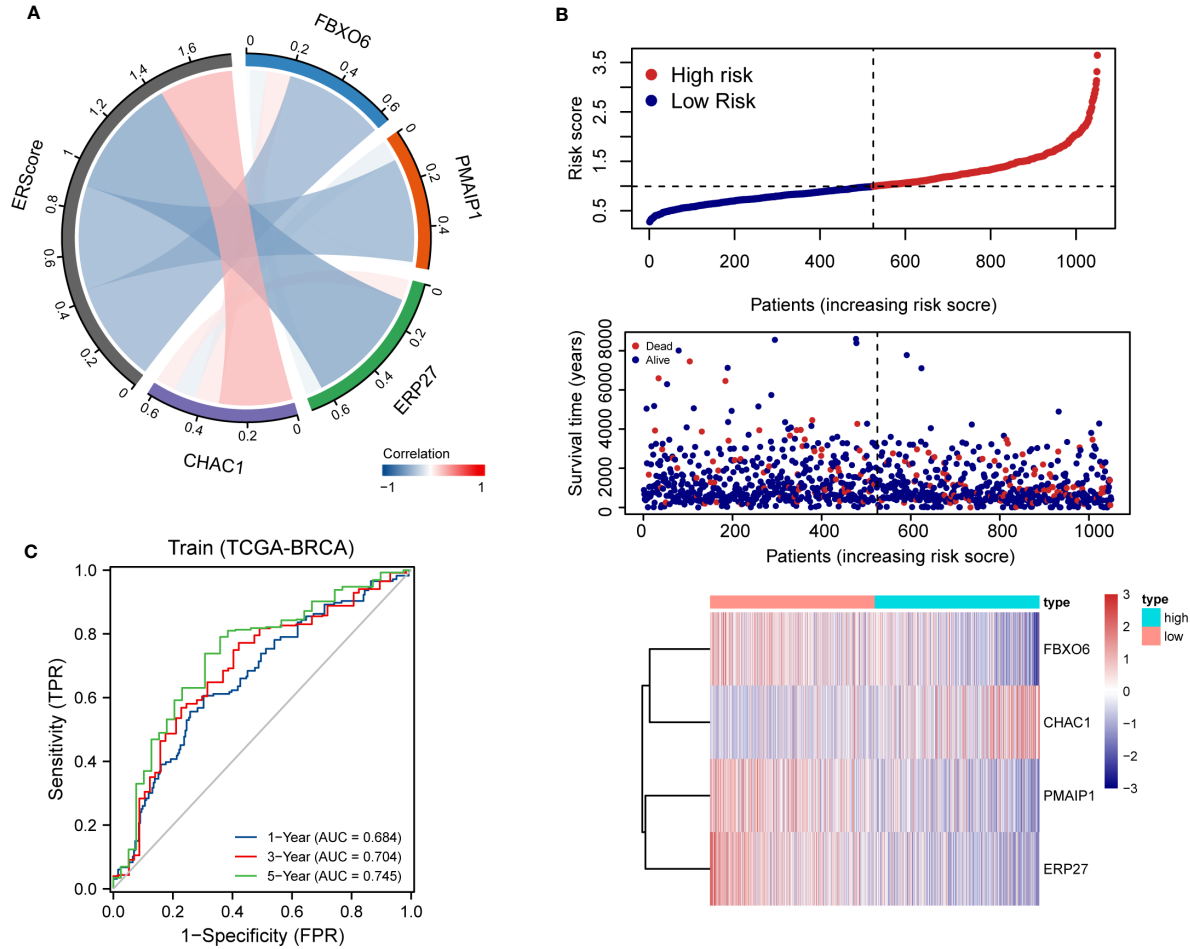 A
FBXO6
0
0.2
0.4
0.6
PMAIP1
0
0.2
0.4
ERP27
0
0.2
0.4
0.6
CHAC1
0
0.2
0.4
0.6
ERScore
0
0.2
0.4
0.6
0.8
1
1.2
1.4
1.6
Correlation
−1 1
B
High risk
Low Risk
Risk score
0.5 1.5 2.5 3.5
0 200 400 600 800 1000
Patients (increasing risk socre)
Dead
Alive
Survival time (years)
0 2000 4000 6000 8000
0 200 400 600 800 1000
Patients (increasing risk socre)
type
FBXO6
CHAC1
PMAIP1
ERP27
3
2
1
0
−1
−2
−3
type
high
low
C
Train (TCGA-BRCA)
Sensitivity (TPR)
1.0
0.8
0.6
0.4
0.2
0.0
1−Year (AUC = 0.684)
3−Year (AUC = 0.704)
5−Year (AUC = 0.745)
0.0 0.2 0.4 0.6 0.8 1.0
1−Specificity (FPR)